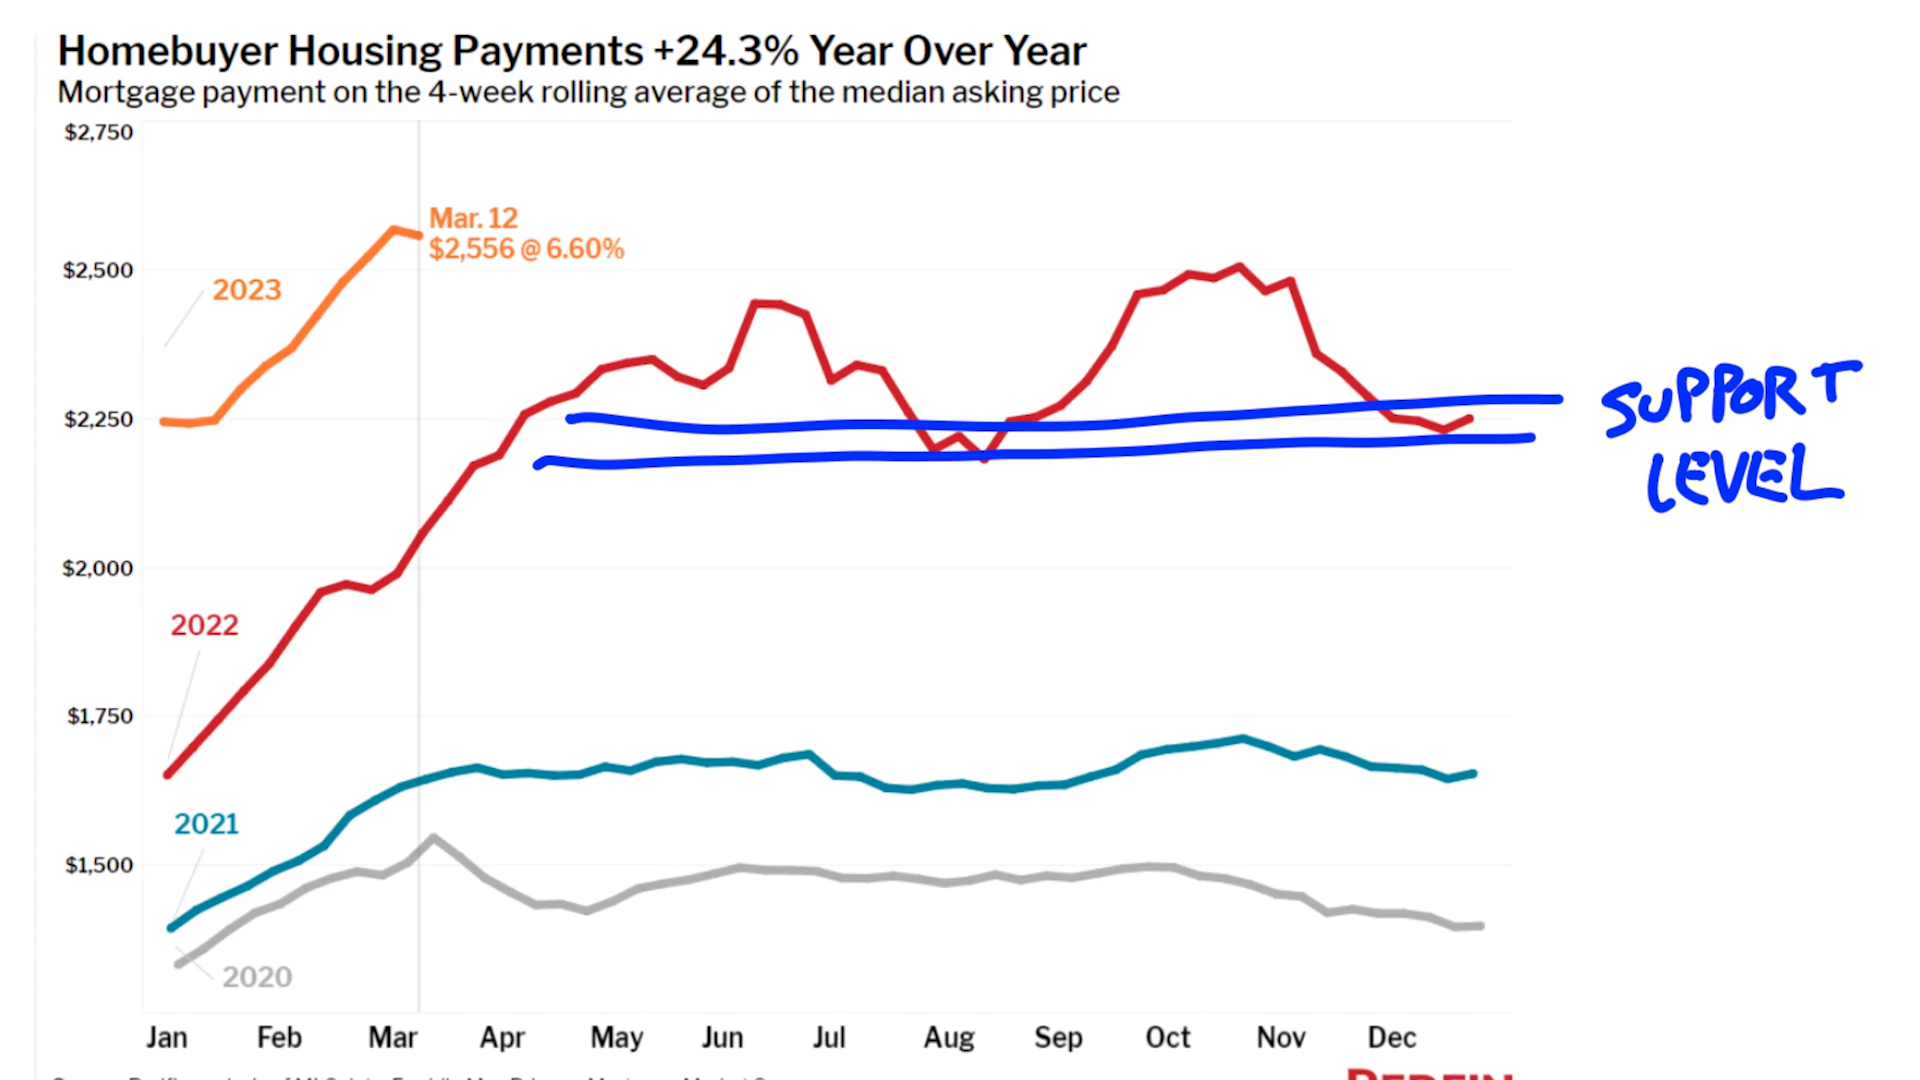 Homebuyer Housing Payments +24.3% Year Over Year
Mortgage payment on the 4-week rolling average of the median asking price
$2,750
$2,500
$2,250
$2,000
$1,750
$1,500
Mar. 12
$2,556 @ 6.60%
2023
2022
2021
2020
SUPPORT
LEVEL
Jan Feb Mar Apr May Jun Jul Aug Sep Oct Nov Dec
REDFIN